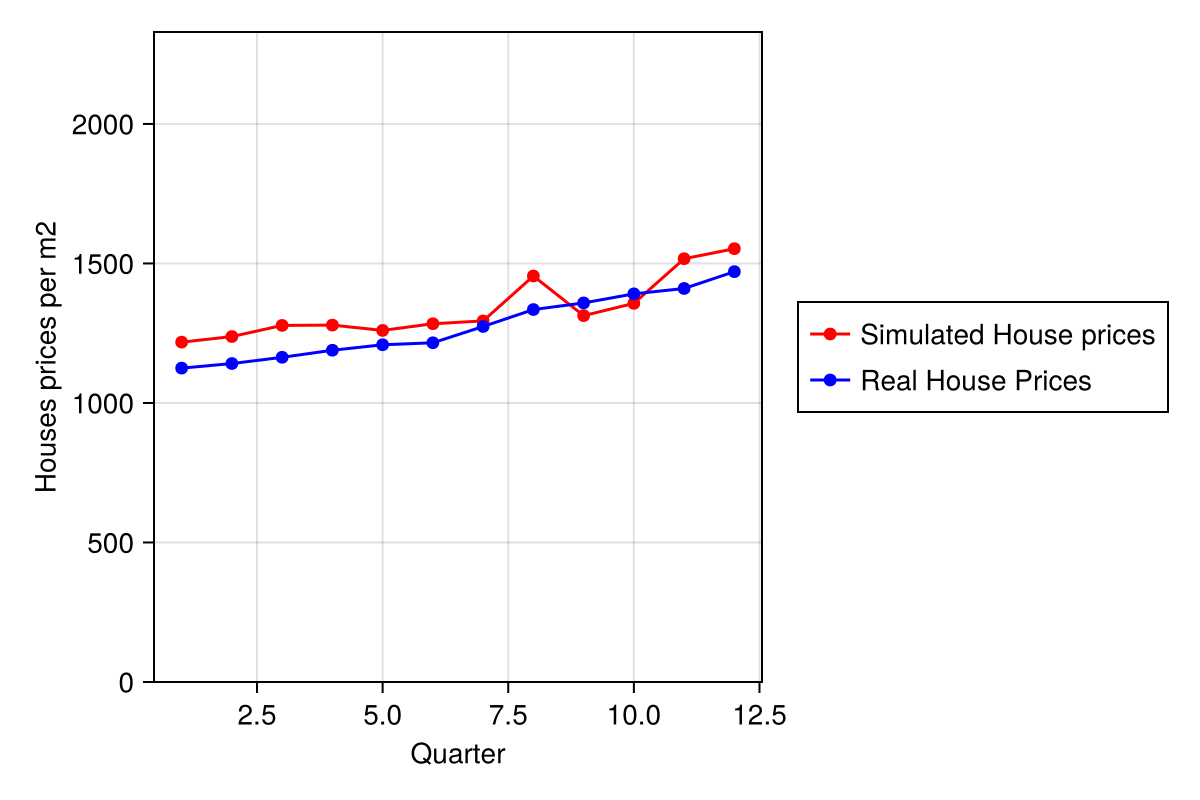 2000
1500
1000
500
0
Houses prices per m2
2.5 5.0 7.5 10.0 12.5
Quarter
Simulated House prices
Real House Prices